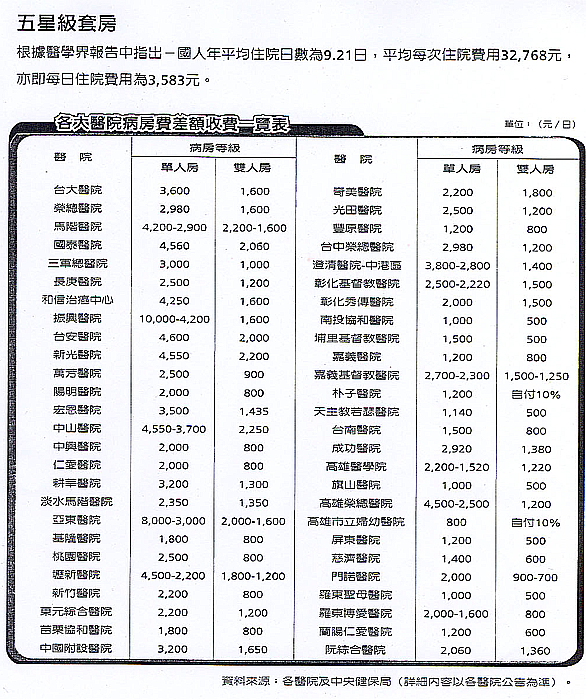 五星級套房
根據醫學界報告中指出－國人年平均住院日數為9.21日，平均每次住院費用32,768元，
亦即每日住院費用為3,583元。
各大醫院病房費差額收費一覽表
單位：（元/日）
醫 院 病房等級 醫 院 病房等級
單人房 雙人房 單人房 雙人房
台大醫院 3,600 1,600 奇美醫院 2,200 1,800
榮總醫院 2,980 1,600 光田醫院 2,500 1,200
馬階醫院 4,200-2,900 2,200-1,600 豐原醫院 1,200 800
國泰醫院 4,560 2,060 台中榮總醫院 2,980 1,200
三軍總醫院 3,000 1,000 澄清醫院-中港區 3,800-2,800 1,400
長庚醫院 2,500 1,200 彰化基督教醫院 2,500-2,220 1,500
和信治癌中心 4,250 1,600 彰化秀傳醫院 2,000 1,500
振興醫院 10,000-4,200 1,600 南投協和醫院 1,000 500
台安醫院 4,600 2,000 埔里基督教醫院 1,500 500
新光醫院 4,550 2,200 嘉義醫院 1,200 800
萬芳醫院 2,500 900 嘉義基督教醫院 2,700-2,300 1,500-1,250
陽明醫院 2,000 800 朴子醫院 1,200 自付10%
宏恩醫院 3,500 1,435 天主教若瑟醫院 1,140 500
中山醫院 4,550-3,700 2,250 台南醫院 1,500 800
中興醫院 2,000 800 成功醫院 2,920 1,380
仁愛醫院 2,000 800 高雄醫學院 2,200-1,520 1,220
耕莘醫院 3,200 1,300 旗山醫院 1,000 500
淡水馬階醫院 2,350 1,350 高雄榮總醫院 4,500-2,500 1,200
亞東醫院 8,000-3,000 2,000-1,600 高雄市立婦幼醫院 800 自付10%
基隆醫院 1,800 800 屏東醫院 1,200 500
桃園醫院 2,500 800 慈濟醫院 1,400 600
壢新醫院 4,500-2,200 1,800-1,200 門諾醫院 2,000 900-700
新竹醫院 2,200 800 羅東聖母醫院 1,000 500
東元綜合醫院 2,200 1,200 羅東博愛醫院 2,000-1,600 800
苗栗協和醫院 1,800 800 蘭陽仁愛醫院 1,200 600
中國附設醫院 3,200 1,650 阮綜合醫院 2,060 1,360
資料來源：各醫院及中央健保局（詳細內容以各醫院公告為準）。